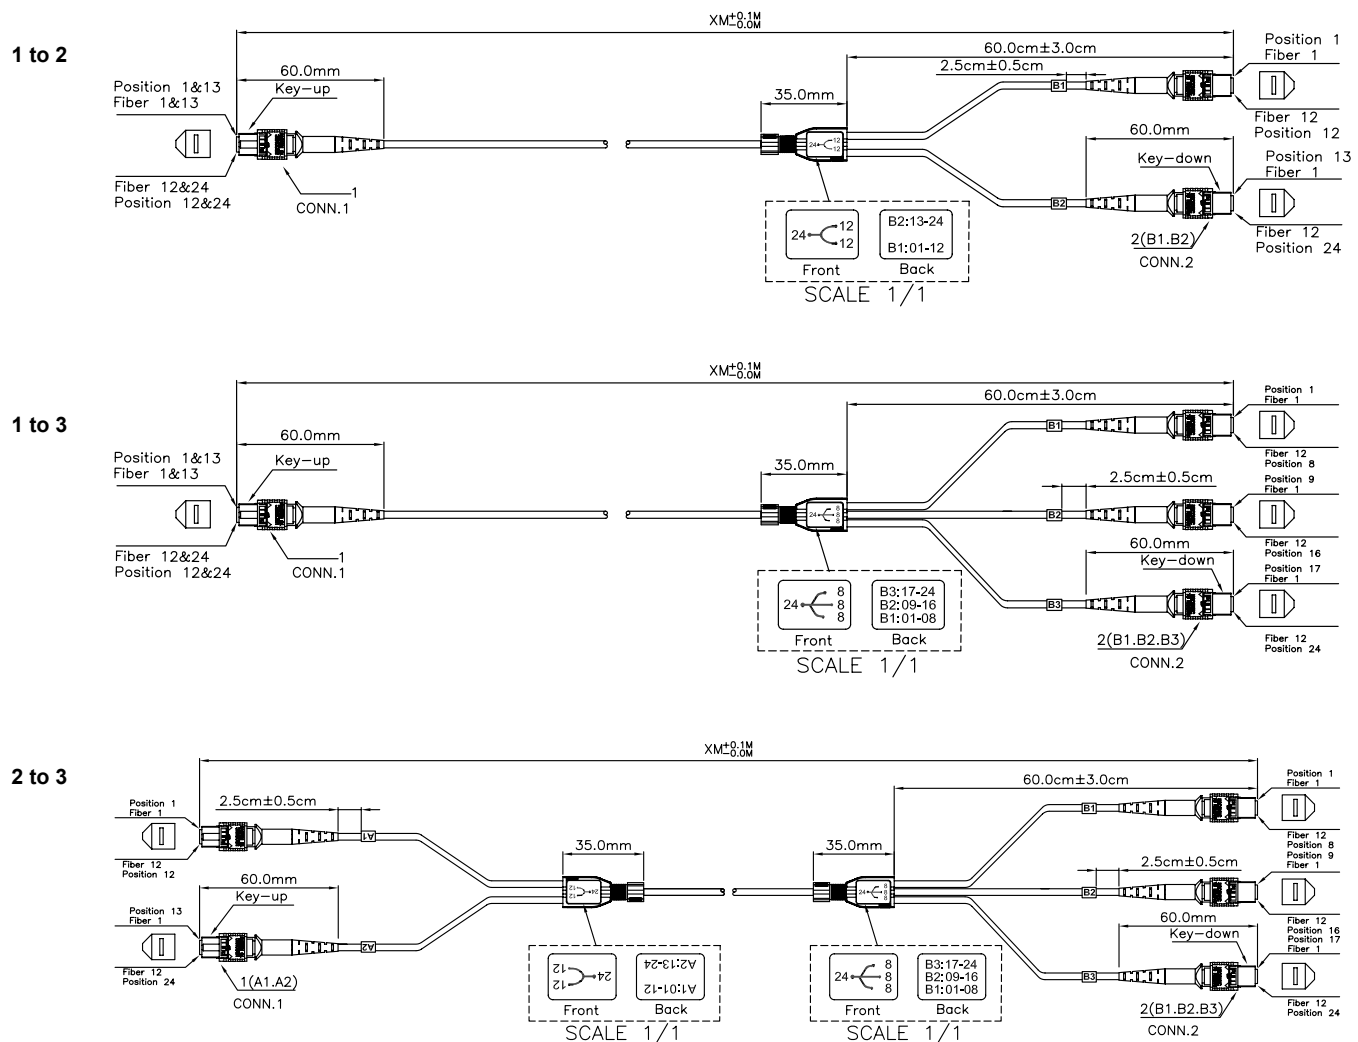 XM+0.1M
-0.0M
1 to 2
60.0cm±3.0cm
Position 1
Fiber 1
60.0mm
2.5cm±0.5cm
Position 1&13
Fiber 1&13
Key-up
35.0mm
B1
24
12
12
Fiber 12
Position 12
60.0mm
Key-down
Position 13
Fiber 1
Fiber 12&24
Position 12&24
1
CONN.1
B2
Fiber 12
Position 24
2(B1.B2)
CONN.2
24
12
12
B2:13-24
B1:01-12
Front
Back
SCALE 1/1
XM+0.1M
-0.0M
1 to 3
60.0cm±3.0cm
Position 1
Fiber 1
60.0mm
B1
Position 1&13
Fiber 1&13
Key-up
35.0mm
Fiber 12
Position 8
2.5cm±0.5cm
Position 9
Fiber 1
24
8
8
8
B2
Fiber 12&24
Position 12&24
1
CONN.1
Fiber 12
Position 16
60.0mm
Key-down
Position 17
Fiber 1
B3
24
8
8
8
B3:17-24
B2:09-16
B1:01-08
Front
Back
SCALE 1/1
2(B1.B2.B3)
CONN.2
Fiber 12
Position 24
XM+0.1M
-0.0M
2 to 3
60.0cm±3.0cm
Position 1
Fiber 1
Position 1
Fiber 1
2.5cm±0.5cm
A1
B1
Fiber 12
Position 12
35.0mm
35.0mm
Fiber 12
Position 8
Position 9
Fiber 1
60.0mm
Key-up
2.5cm±0.5cm
24
12
12
24
8
8
8
B2
Position 13
Fiber 1
A2
60.0mm
Key-down
Fiber 12
Position 16
Position 17
Fiber 1
Fiber 12
Position 24
1(A1.A2)
CONN.1
24
12
12
A2:13-24
A1:01-12
Front
Back
SCALE 1/1
24
8
8
8
B3:17-24
B2:09-16
B1:01-08
Front
Back
SCALE 1/1
B3
2(B1.B2.B3)
CONN.2
Fiber 12
Position 24